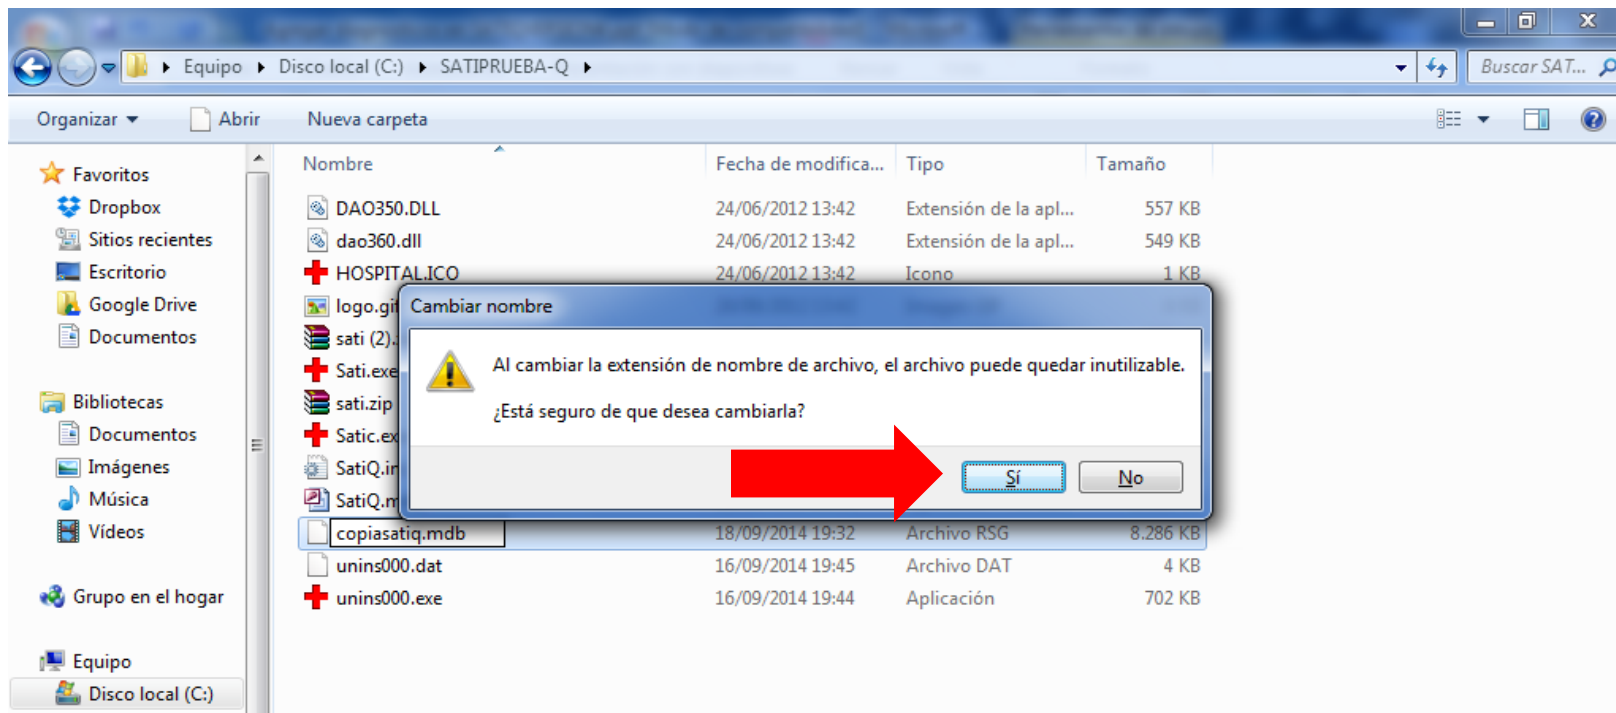 Equipo Disco local (C:) SATIPRUEBA-Q
Buscar SAT...
Organizar Abrir Nueva carpeta
Favoritos
Dropbox
Sitios recientes
Escritorio
Google Drive
Documentos
Bibliotecas
Documentos
Imágenes
Música
Vídeos
Grupo en el hogar
Equipo
Disco local (C:)
Nombre Fecha de modifica... Tipo Tamaño
DAO350.DLL 24/06/2012 13:42 Extensión de la apl... 557 KB
dao360.dll 24/06/2012 13:42 Extensión de la apl... 549 KB
HOSPITAL.ICO 24/06/2012 13:42 Icono 1 KB
logo.gif
sati (2).
Sati.exe
sati.zip
Satic.ex
SatiQ.in
SatiQ.m
copiasatiq.mdb 18/09/2014 19:32 Archivo RSG 8.286 KB
unins000.dat 16/09/2014 19:45 Archivo DAT 4 KB
unins000.exe 16/09/2014 19:44 Aplicación 702 KB
Cambiar nombre
Al cambiar la extensión de nombre de archivo, el archivo puede quedar inutilizable.
¿Está seguro de que desea cambiarla?
Sí No